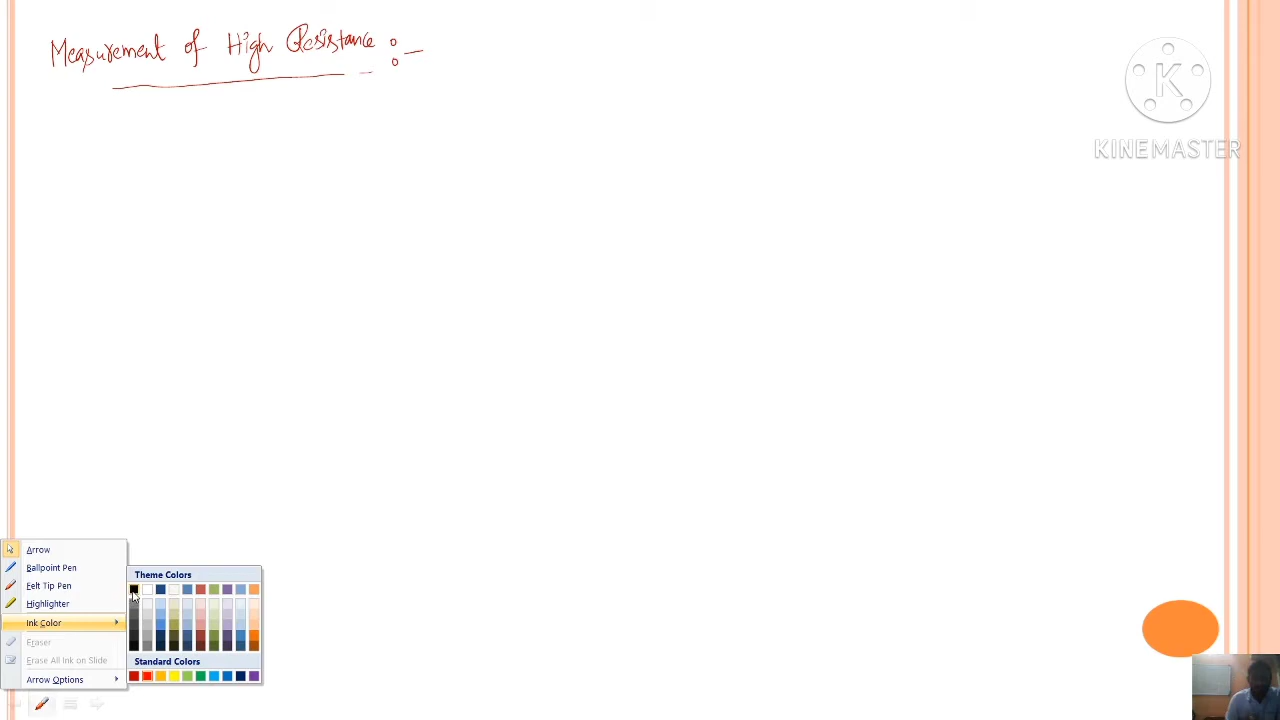 Measurement of High Resistance :-
K
KINEMASTER
Arrow
Ballpoint Pen
Felt Tip Pen
Highlighter
Ink Color
Eraser
Erase All Ink on Slide
Arrow Options
Theme Colors
Standard Colors